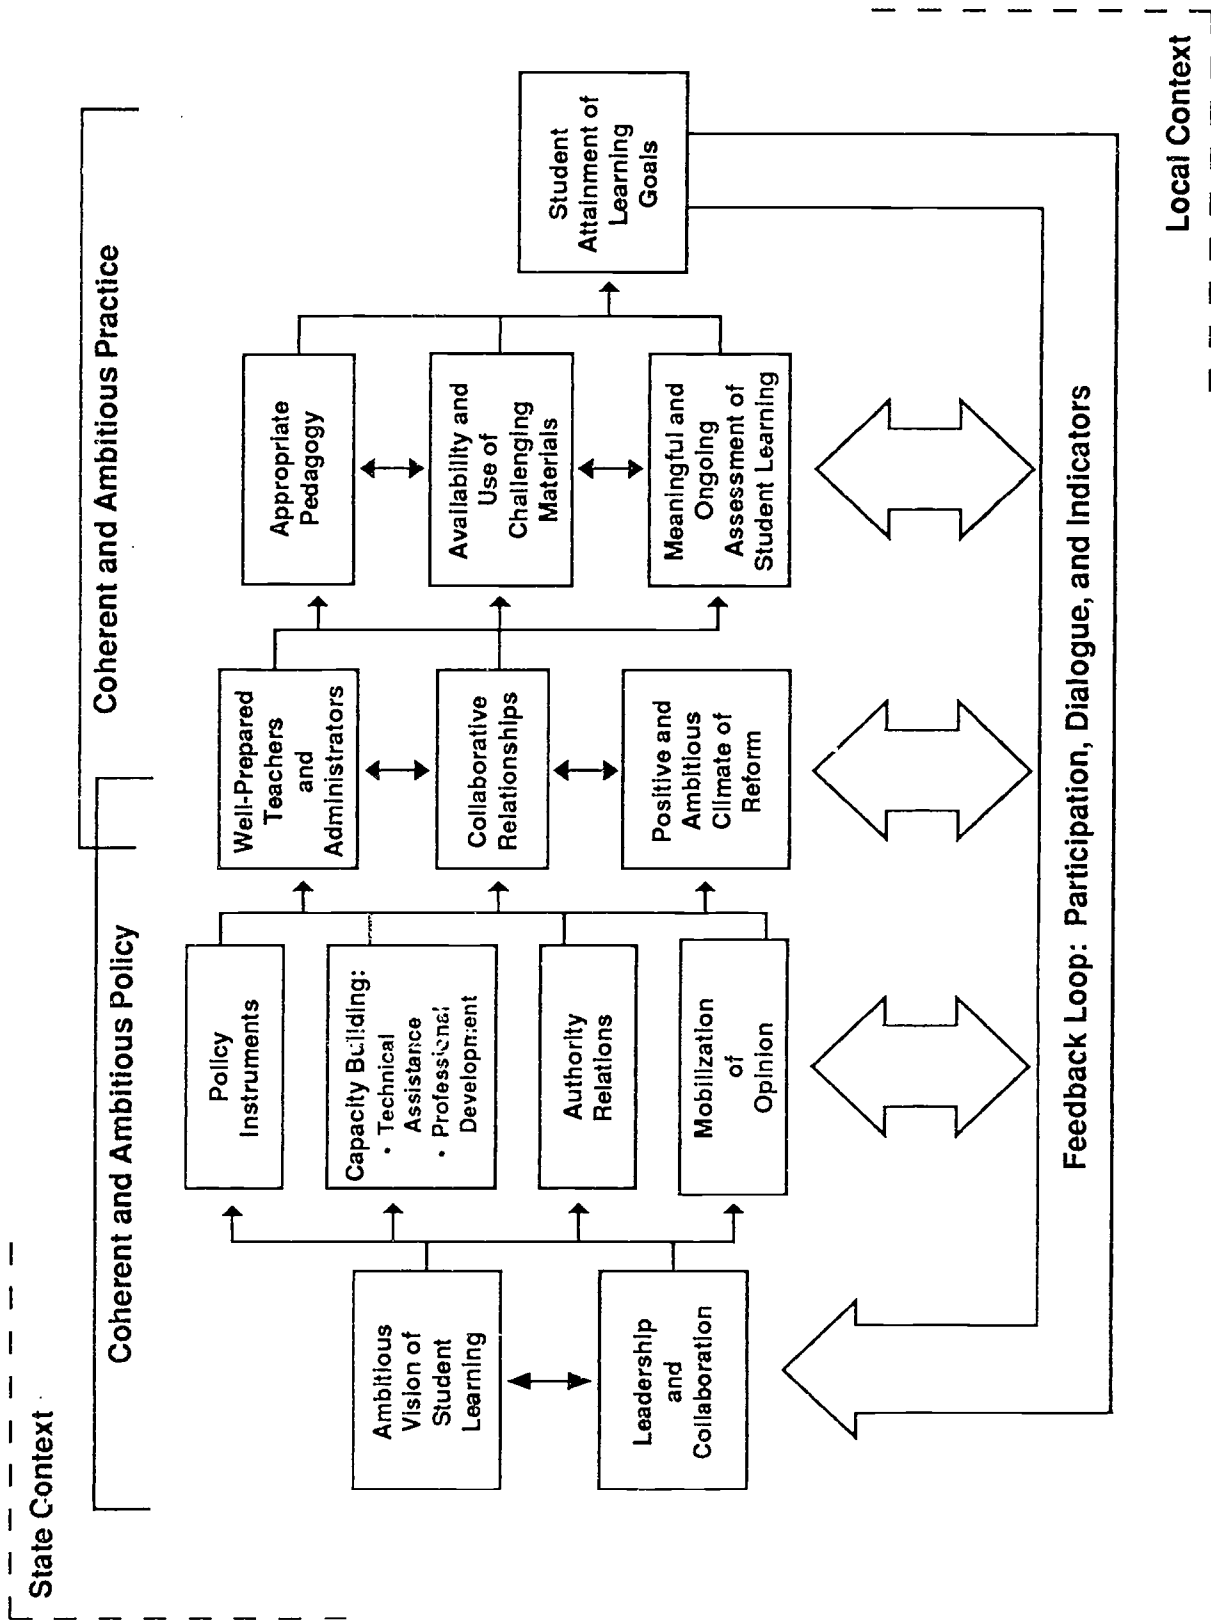 State Context
Coherent and Ambitious Policy
Coherent and Ambitious Practice
Ambitious
Vision of
Student
Learning
Leadership
and
Collaboration
Policy
Instruments
Capacity Building:
• Technical
Assistance
• Professional
Development
Authority
Relations
Mobilization
of
Opinion
Well-Prepared
Teachers
and
Administrators
Collaborative
Relationships
Positive and
Ambitious
Climate of
Reform
Appropriate
Pedagogy
Availability and
Use of
Challenging
Materials
Meaningful and
Ongoing
Assessment of
Student Learning
Student
Attainment of
Learning
Goals
Feedback Loop: Participation, Dialogue, and Indicators
Local Context